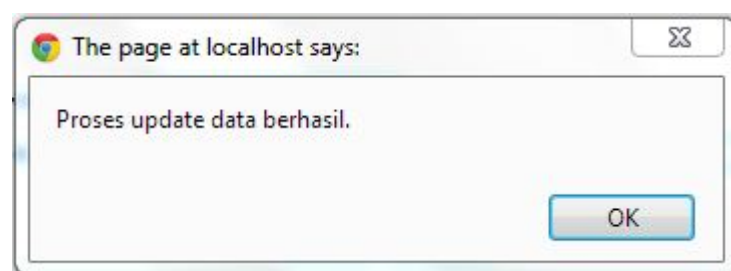 The page at localhost says:
Proses update data berhasil.
OK